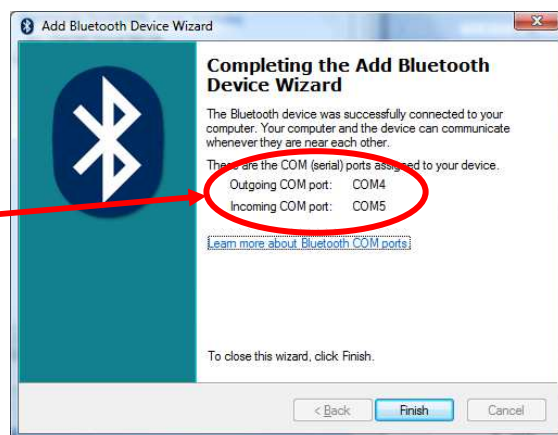 Add Bluetooth Device Wizard
Completing the Add Bluetooth
Device Wizard
The Bluetooth device was successfully connected to your
computer. Your computer and the device can communicate
whenever they are near each other.
These are the COM (serial) ports assigned to your device.
Outgoing COM port: COM4
Incoming COM port: COM5
Learn more about Bluetooth COM ports.
To close this wizard, click Finish.
< Back Finish Cancel